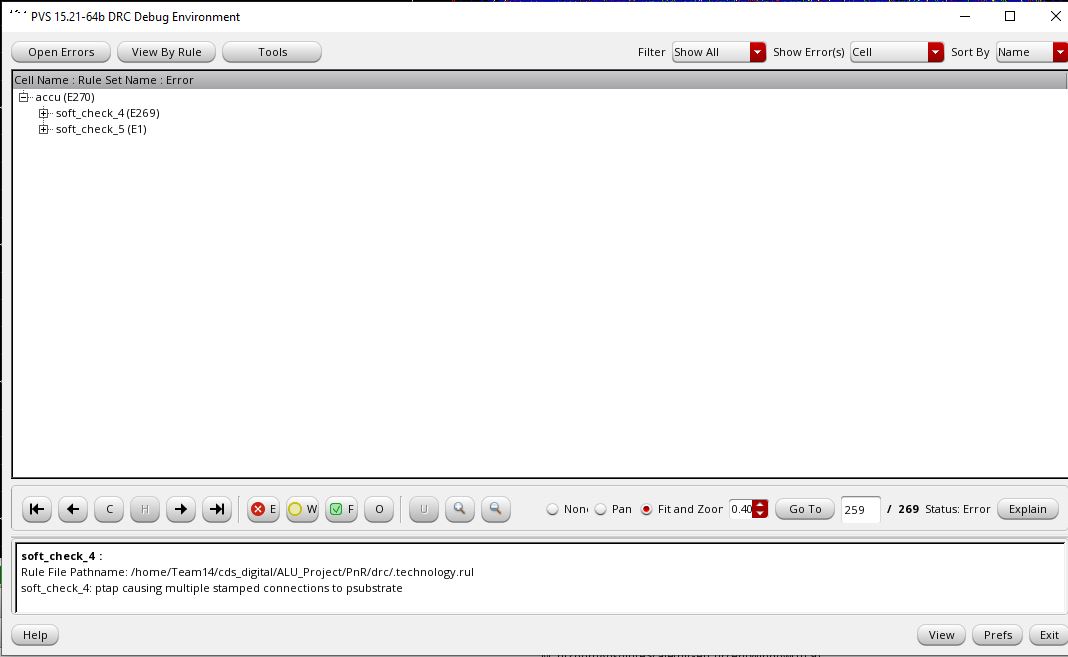 PVS 15.21-64b DRC Debug Environment
Open Errors View By Rule Tools Filter Show All Show Error(s) Cell Sort By Name
Cell Name : Rule Set Name : Error
accu (E270)
soft_check_4 (E269)
soft_check_5 (E1)
C H E W F O U Non Pan Fit and Zoor 0.40 Go To 259 / 269 Status: Error Explain
soft_check_4 :
Rule File Pathname: /home/Team14/cds_digital/ALU_Project/PnR/drc/.technology.rul
soft_check_4: ptap causing multiple stamped connections to psubstrate
Help View Prefs Exit